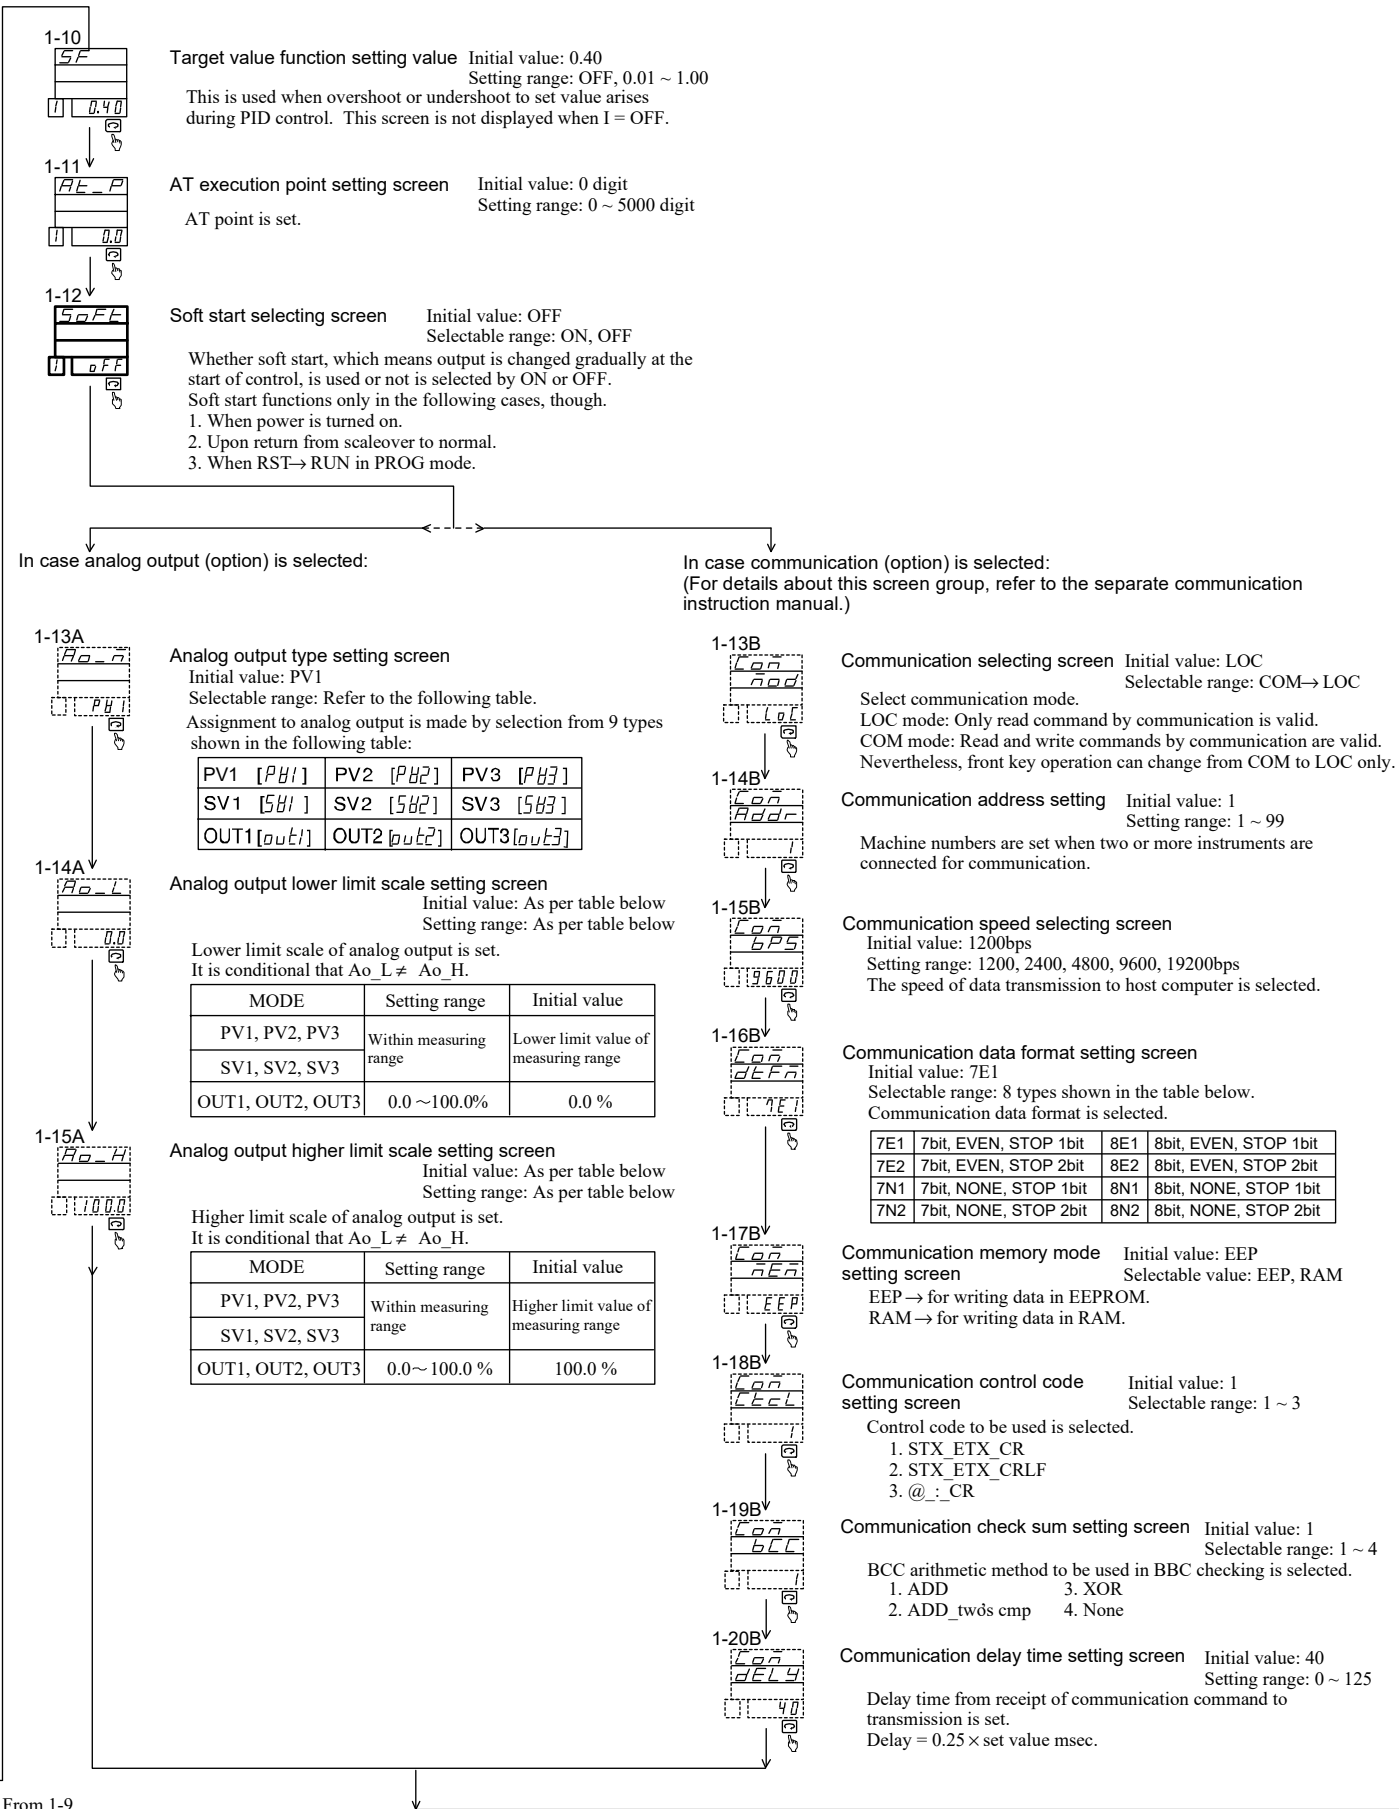 1-10
SF
1 0.40
Target value function setting value Initial value: 0.40
Setting range: OFF, 0.01 ~ 1.00
This is used when overshoot or undershoot to set value arises
during PID control. This screen is not displayed when I = OFF.
1-11
At_P
1 0.0
AT execution point setting screen Initial value: 0 digit
Setting range: 0 ~ 5000 digit
AT point is set.
1-12
SoFt
1 oFF
Soft start selecting screen Initial value: OFF
Selectable range: ON, OFF
Whether soft start, which means output is changed gradually at the
start of control, is used or not is selected by ON or OFF.
Soft start functions only in the following cases, though.
1. When power is turned on.
2. Upon return from scaleover to normal.
3. When RST→ RUN in PROG mode.
In case analog output (option) is selected:
1-13A
Ao_m
PV1
Analog output type setting screen
Initial value: PV1
Selectable range: Refer to the following table.
Assignment to analog output is made by selection from 9 types
shown in the following table:
PV1 [PV1] PV2 [PV2] PV3 [PV3]
SV1 [SV1] SV2 [SV2] SV3 [SV3]
OUT1[out1] OUT2[out2] OUT3[out3]
1-14A
Ao_L
0.0
Analog output lower limit scale setting screen
Initial value: As per table below
Setting range: As per table below
Lower limit scale of analog output is set.
It is conditional that Ao_L ≠ Ao_H.
MODE Setting range Initial value
PV1, PV2, PV3 Within measuring range Lower limit value of measuring range
SV1, SV2, SV3
OUT1, OUT2, OUT3 0.0 ~100.0% 0.0 %
1-15A
Ao_H
100.0
Analog output higher limit scale setting screen
Initial value: As per table below
Setting range: As per table below
Higher limit scale of analog output is set.
It is conditional that Ao_L ≠ Ao_H.
MODE Setting range Initial value
PV1, PV2, PV3 Within measuring range Higher limit value of measuring range
SV1, SV2, SV3
OUT1, OUT2, OUT3 0.0~ 100.0 % 100.0 %
In case communication (option) is selected:
(For details about this screen group, refer to the separate communication
instruction manual.)
1-13B
Com
mod
LoC
Communication selecting screen Initial value: LOC
Selectable range: COM→ LOC
Select communication mode.
LOC mode: Only read command by communication is valid.
COM mode: Read and write commands by communication are valid.
Nevertheless, front key operation can change from COM to LOC only.
1-14B
Com
Addr
1
Communication address setting Initial value: 1
Setting range: 1 ~ 99
Machine numbers are set when two or more instruments are
connected for communication.
1-15B
Com
bPS
9600
Communication speed selecting screen
Initial value: 1200bps
Setting range: 1200, 2400, 4800, 9600, 19200bps
The speed of data transmission to host computer is selected.
1-16B
Com
dtFm
7E1
Communication data format setting screen
Initial value: 7E1
Selectable range: 8 types shown in the table below.
Communication data format is selected.
7E1 7bit, EVEN, STOP 1bit 8E1 8bit, EVEN, STOP 1bit
7E2 7bit, EVEN, STOP 2bit 8E2 8bit, EVEN, STOP 2bit
7N1 7bit, NONE, STOP 1bit 8N1 8bit, NONE, STOP 1bit
7N2 7bit, NONE, STOP 2bit 8N2 8bit, NONE, STOP 2bit
1-17B
Com
mEm
EEP
Communication memory mode Initial value: EEP
setting screen Selectable value: EEP, RAM
EEP → for writing data in EEPROM.
RAM → for writing data in RAM.
1-18B
Com
CtrL
1
Communication control code Initial value: 1
setting screen Selectable range: 1 ~ 3
Control code to be used is selected.
1. STX_ETX_CR
2. STX_ETX_CRLF
3. @_:_CR
1-19B
Com
bCC
1
Communication check sum setting screen Initial value: 1
Selectable range: 1 ~ 4
BCC arithmetic method to be used in BBC checking is selected.
1. ADD 3. XOR
2. ADD_two's cmp 4. None
1-20B
Com
dELY
40
Communication delay time setting screen Initial value: 40
Setting range: 0 ~ 125
Delay time from receipt of communication command to
transmission is set.
Delay = 0.25 × set value msec.
From 1-9